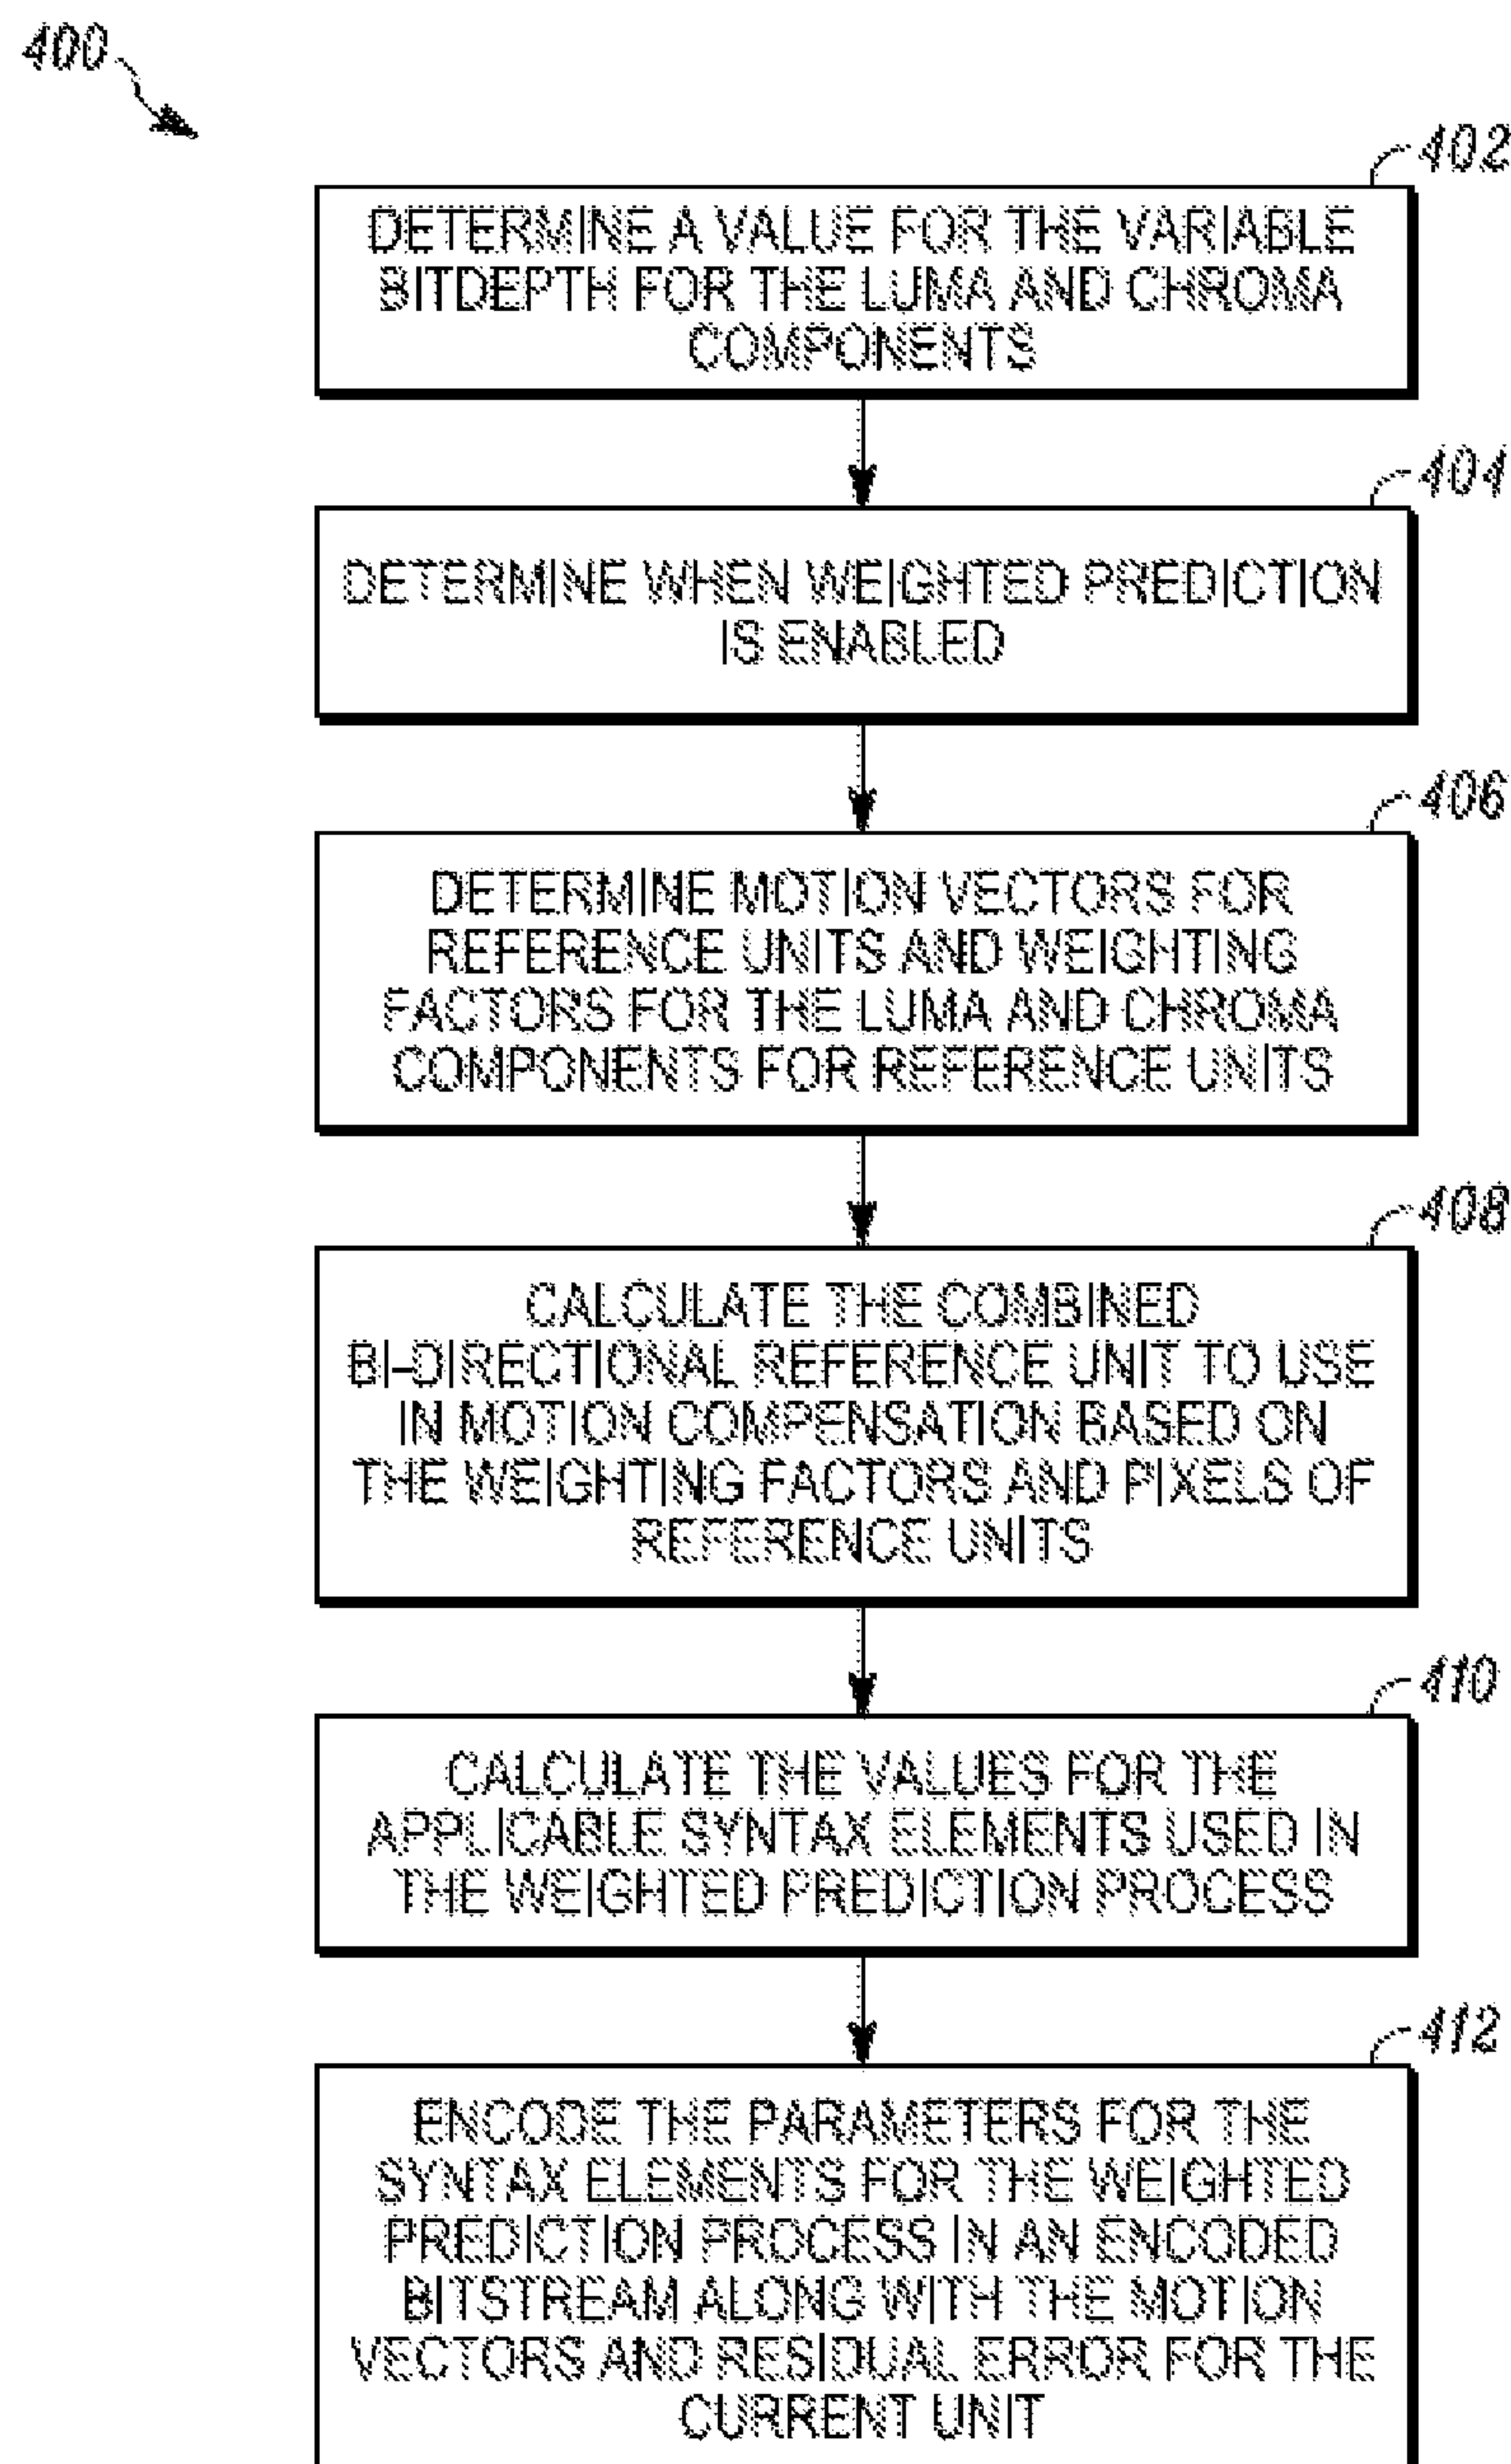 400
402
DETERMINE A VALUE FOR THE VARIABLE
BITDEPTH FOR THE LUMA AND CHROMA
COMPONENTS
404
DETERMINE WHEN WEIGHTED PREDICTION
IS ENABLED
406
DETERMINE MOTION VECTORS FOR
REFERENCE UNITS AND WEIGHTING
FACTORS FOR THE LUMA AND CHROMA
COMPONENTS FOR REFERENCE UNITS
408
CALCULATE THE COMBINED
BI-DIRECTIONAL REFERENCE UNIT TO USE
IN MOTION COMPENSATION BASED ON
THE WEIGHTING FACTORS AND PIXELS OF
REFERENCE UNITS
410
CALCULATE THE VALUES FOR THE
APPLICABLE SYNTAX ELEMENTS USED IN
THE WEIGHTED PREDICTION PROCESS
412
ENCODE THE PARAMETERS FOR THE
SYNTAX ELEMENTS FOR THE WEIGHTED
PREDICTION PROCESS IN AN ENCODED
BITSTREAM ALONG WITH THE MOTION
VECTORS AND RESIDUAL ERROR FOR THE
CURRENT UNIT